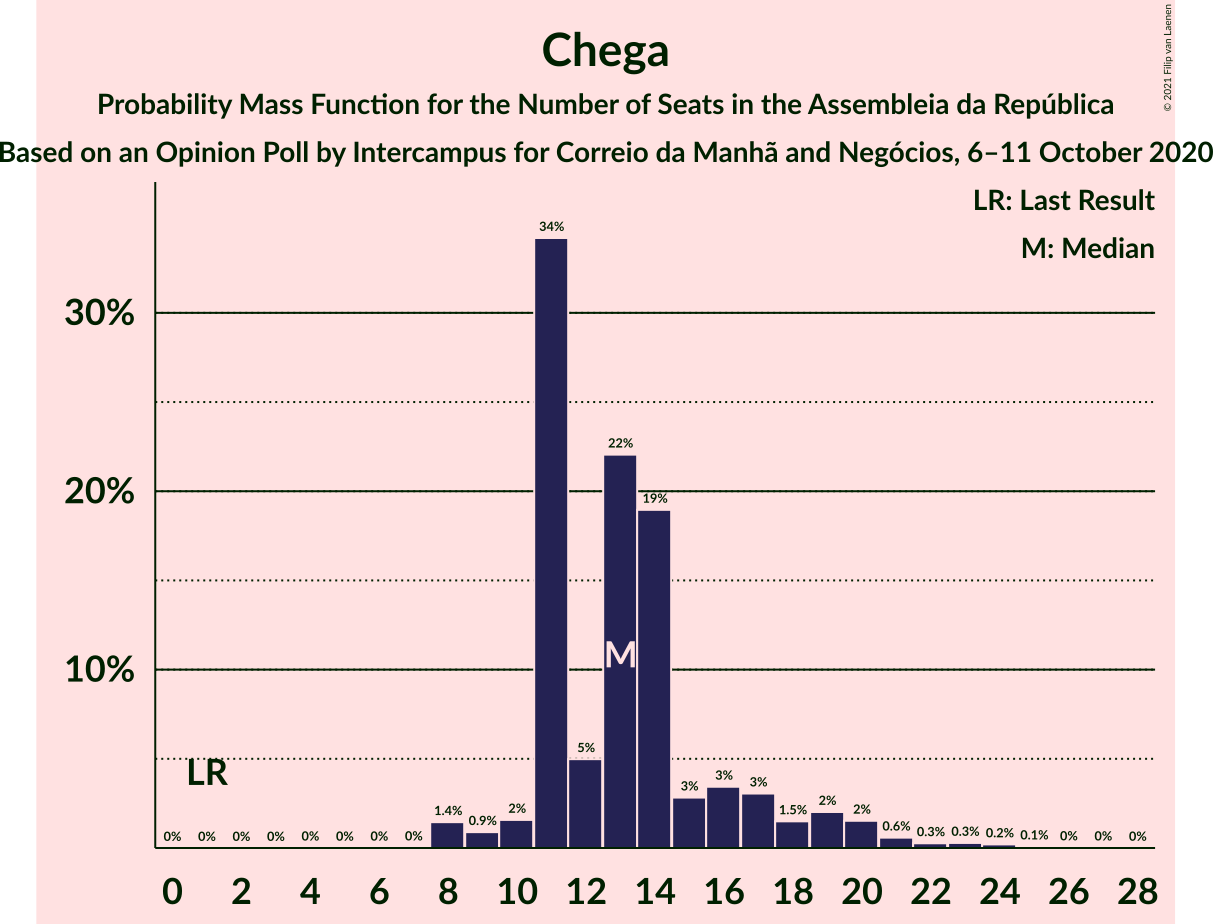 Chega
Probability Mass Function for the Number of Seats in the Assembleia da República
Based on an Opinion Poll by Intercampus for Correio da Manhã and Negócios, 6–11 October 2020
© 2021 Filip van Laenen
LR: Last Result
M: Median
34%
30%
22%
20%
19%
M
10%
5%
LR
0% 0% 0% 0% 0% 0% 0% 0% 1.4% 0.9% 2% 3% 3% 3% 1.5% 2% 2% 0.6% 0.3% 0.3% 0.2% 0.1% 0% 0% 0%
0 2 4 6 8 10 12 14 16 18 20 22 24 26 28